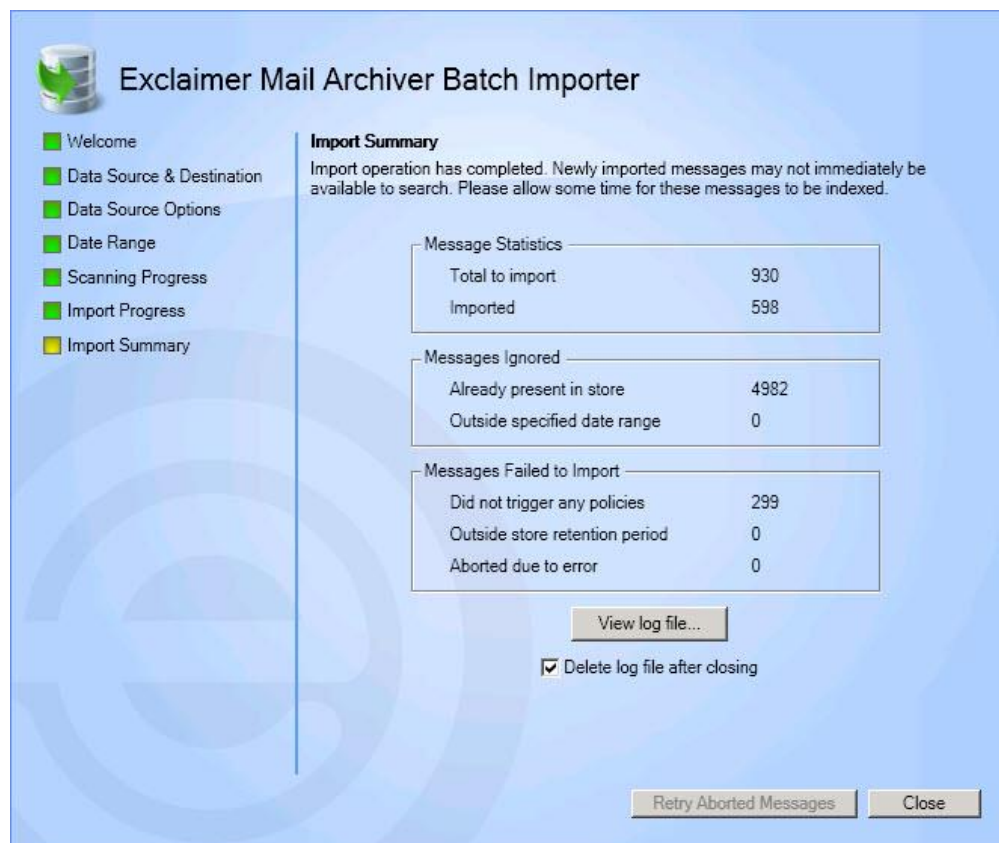 Exclaimer Mail Archiver Batch Importer
Welcome
Data Source & Destination
Data Source Options
Date Range
Scanning Progress
Import Progress
Import Summary
Import Summary
Import operation has completed. Newly imported messages may not immediately be
available to search. Please allow some time for these messages to be indexed.
Message Statistics
Total to import 930
Imported 598
Messages Ignored
Already present in store 4982
Outside specified date range 0
Messages Failed to Import
Did not trigger any policies 299
Outside store retention period 0
Aborted due to error 0
View log file...
Delete log file after closing
Retry Aborted Messages Close